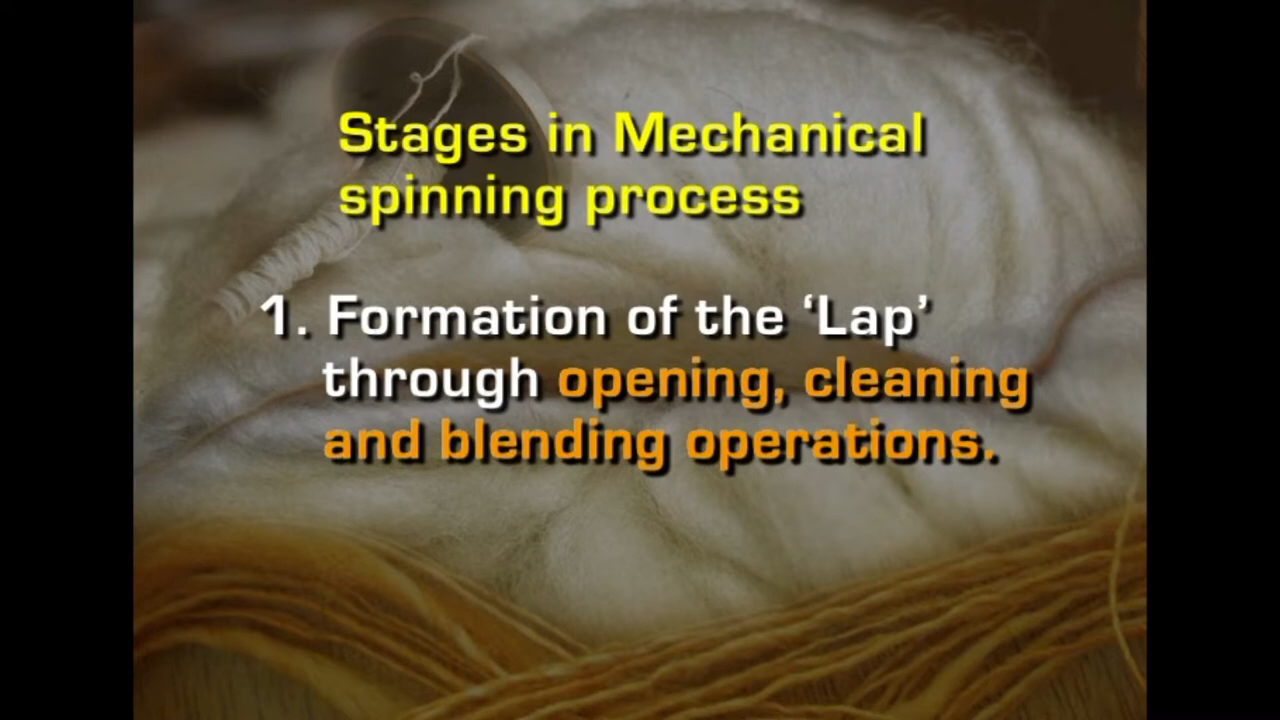 Stages in Mechanical
spinning process
1. Formation of the ‘Lap’
through opening, cleaning
and blending operations.